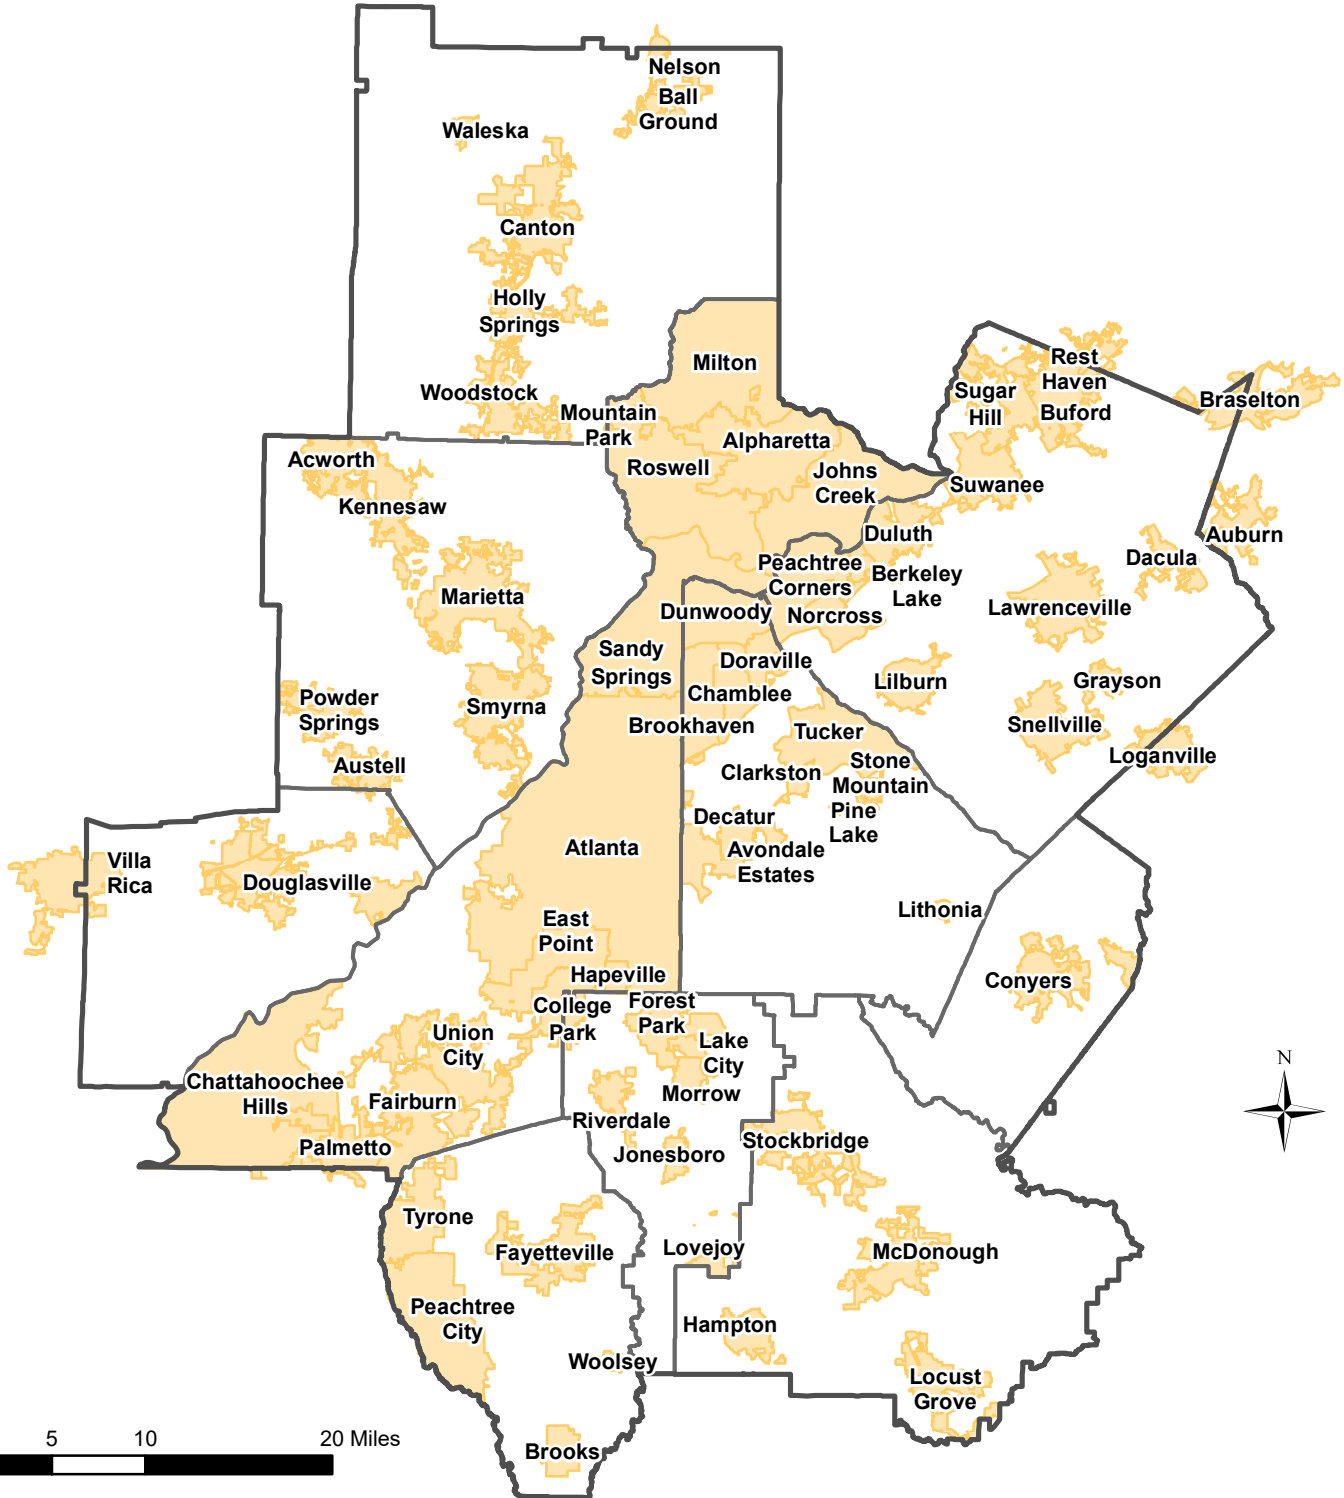 Nelson
Ball
Ground
Waleska
Canton
Holly
Springs
Milton
Woodstock
Mountain
Park
Rest
Haven
Sugar
Hill
Buford
Braselton
Alpharetta
Acworth
Roswell
Johns
Creek
Suwanee
Kennesaw
Duluth
Auburn
Dacula
Peachtree
Corners
Berkeley
Lake
Marietta
Dunwoody
Norcross
Lawrenceville
Sandy
Springs
Doraville
Lilburn
Grayson
Chamblee
Powder
Springs
Smyrna
Brookhaven
Tucker
Snellville
Loganville
Austell
Clarkston
Stone
Mountain
Pine
Lake
Decatur
Avondale
Estates
Atlanta
Villa
Rica
Douglasville
Lithonia
East
Point
Hapeville
Conyers
College
Park
Forest
Park
Union
City
Lake
City
N
Chattahoochee
Hills
Fairburn
Morrow
Riverdale
Palmetto
Jonesboro
Stockbridge
Tyrone
Fayetteville
Lovejoy
McDonough
Peachtree
City
Hampton
Woolsey
Locust
Grove
Brooks
5 10 20 Miles